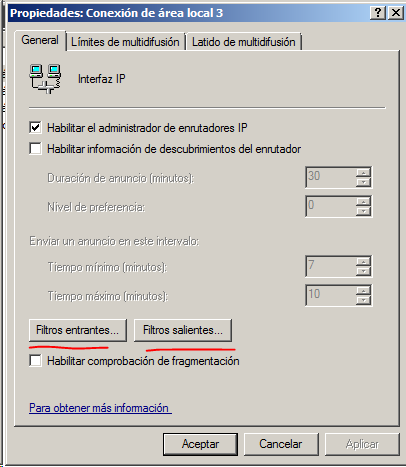 Propiedades: Conexión de área local 3
General
Límites de multidifusión
Latido de multidifusión
Interfaz IP
Habilitar el administrador de enrutadores IP
Habilitar información de descubrimientos del enrutador
Duración de anuncio (minutos): 30
Nivel de preferencia: 0
Enviar un anuncio en este intervalo:
Tiempo mínimo (minutos): 7
Tiempo máximo (minutos): 10
Filtros entrantes... Filtros salientes...
Habilitar comprobación de fragmentación
Para obtener más información
Aceptar Cancelar Aplicar